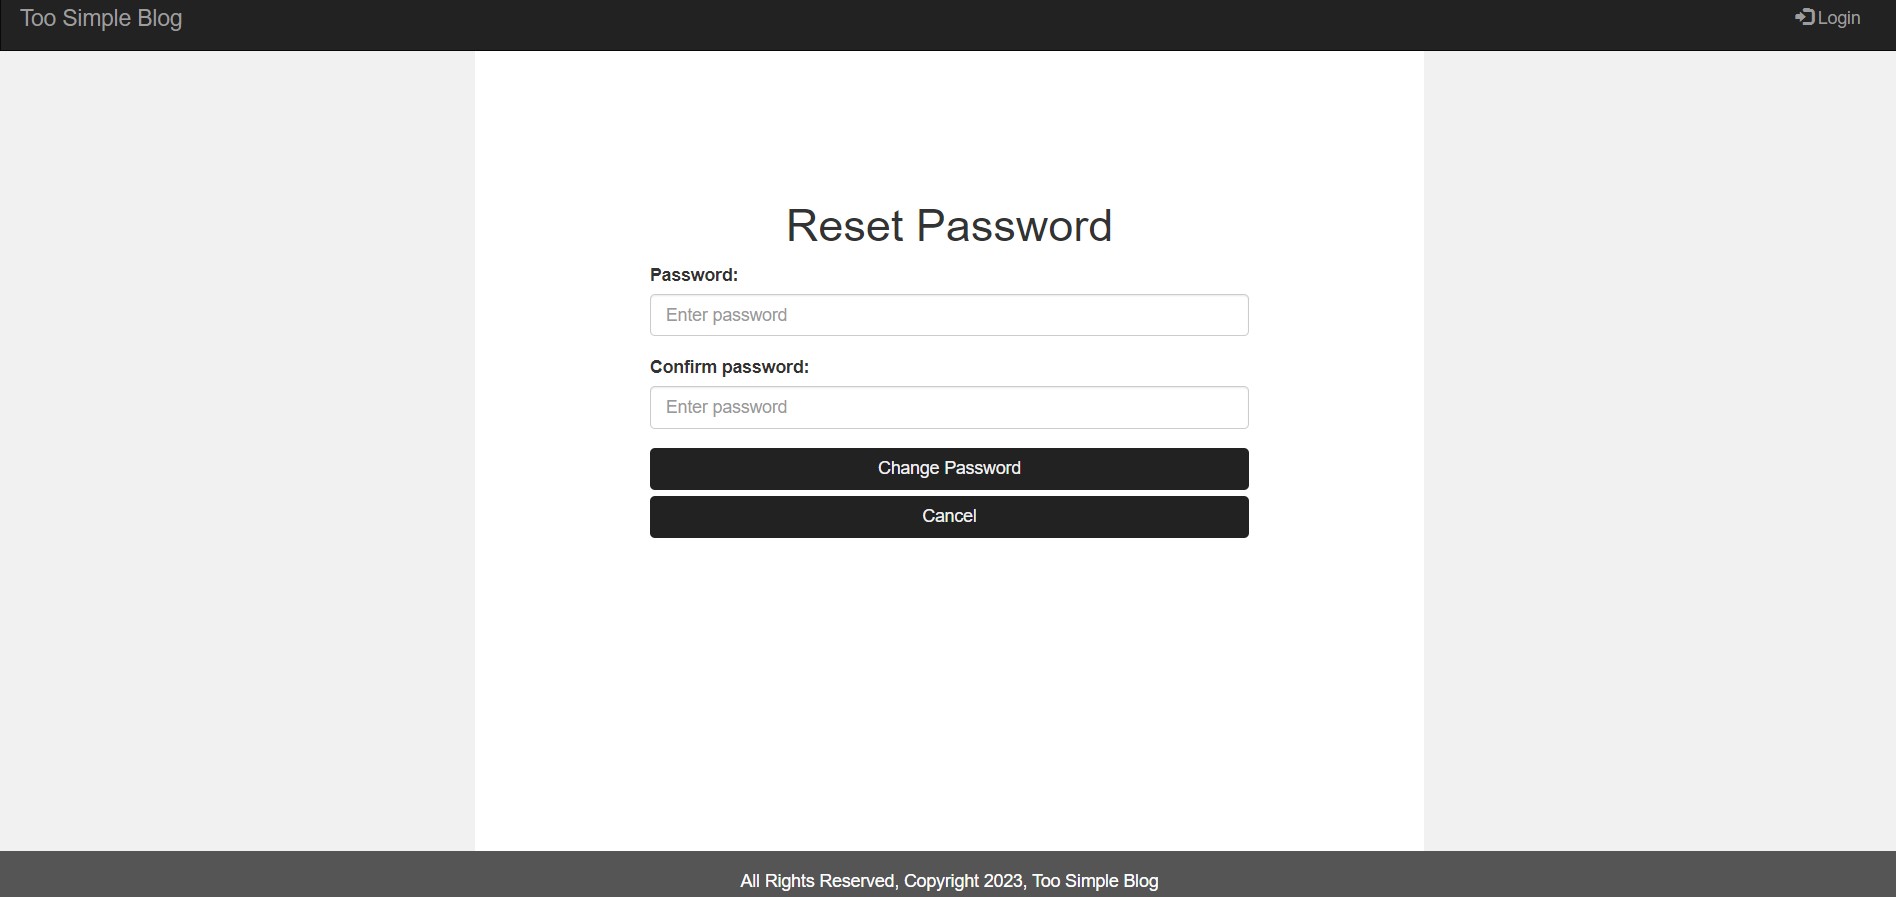 Too Simple Blog
Login
Reset Password
Password:
Enter password
Confirm password:
Enter password
Change Password
Cancel
All Rights Reserved, Copyright 2023, Too Simple Blog